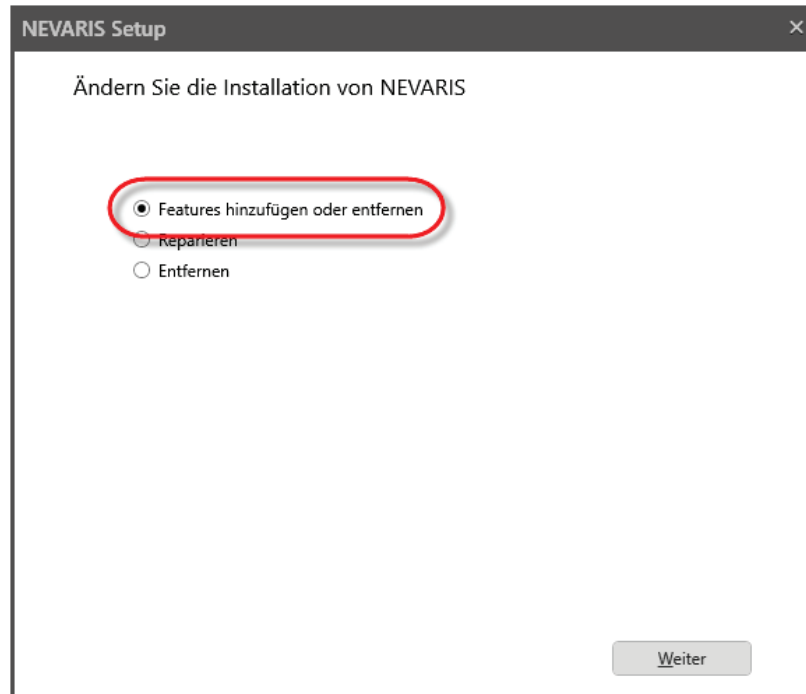 NEVARIS Setup
Ändern Sie die Installation von NEVARIS
Features hinzufügen oder entfernen
Reparieren
Entfernen
Weiter